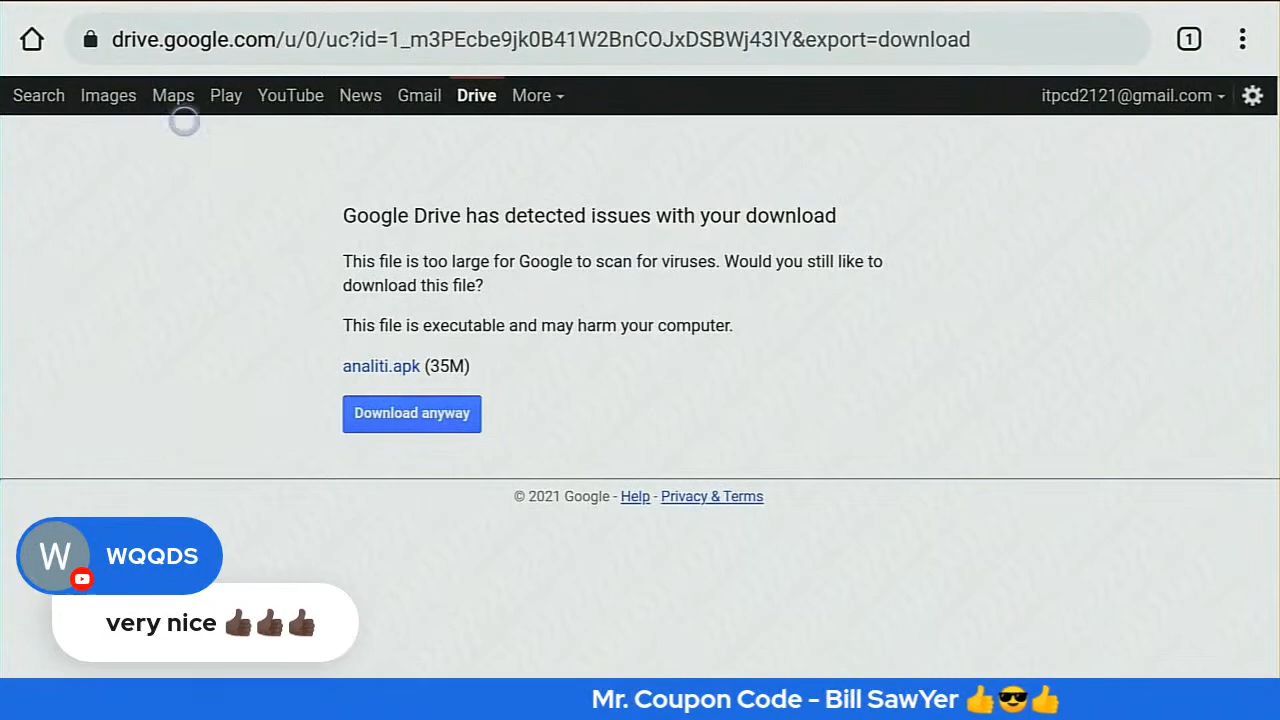 drive.google.com/u/0/uc?id=1_m3PEcbe9jk0B41W2BnCOJxDSBWj43IY&export=download
1
Search Images Maps Play YouTube News Gmail Drive More
itpcd2121@gmail.com
Google Drive has detected issues with your download
This file is too large for Google to scan for viruses. Would you still like to
download this file?
This file is executable and may harm your computer.
analiti.apk (35M)
Download anyway
© 2021 Google - Help - Privacy & Terms
W
WQQDS
very nice 👍🏿👍🏿👍🏿
Mr. Coupon Code - Bill SawYer 👍😎👍